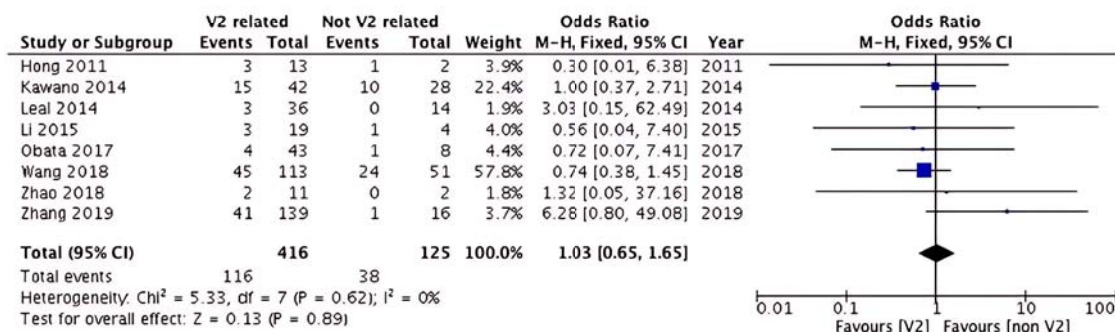 V2 related Not V2 related Odds Ratio Odds Ratio
Study or Subgroup Events Total Events Total Weight M-H, Fixed, 95% CI Year M-H, Fixed, 95% CI
Hong 2011 3 13 1 2 3.9% 0.30 [0.01, 6.38] 2011
Kawano 2014 15 42 10 28 22.4% 1.00 [0.37, 2.71] 2014
Leal 2014 3 36 0 14 1.9% 3.03 [0.15, 62.49] 2014
Li 2015 3 19 1 4 4.0% 0.56 [0.04, 7.40] 2015
Obata 2017 4 43 1 8 4.4% 0.72 [0.07, 7.41] 2017
Wang 2018 45 113 24 51 57.8% 0.74 [0.38, 1.45] 2018
Zhao 2018 2 11 0 2 1.8% 1.32 [0.05, 37.16] 2018
Zhang 2019 41 139 1 16 3.7% 6.28 [0.80, 49.08] 2019
Total (95% CI) 416 125 100.0% 1.03 [0.65, 1.65]
Total events 116 38
Heterogeneity: Chi² = 5.33, df = 7 (P = 0.62); I² = 0%
Test for overall effect: Z = 0.13 (P = 0.89)
0.01 0.1 1 10 100
Favours [V2] Favours [non V2]